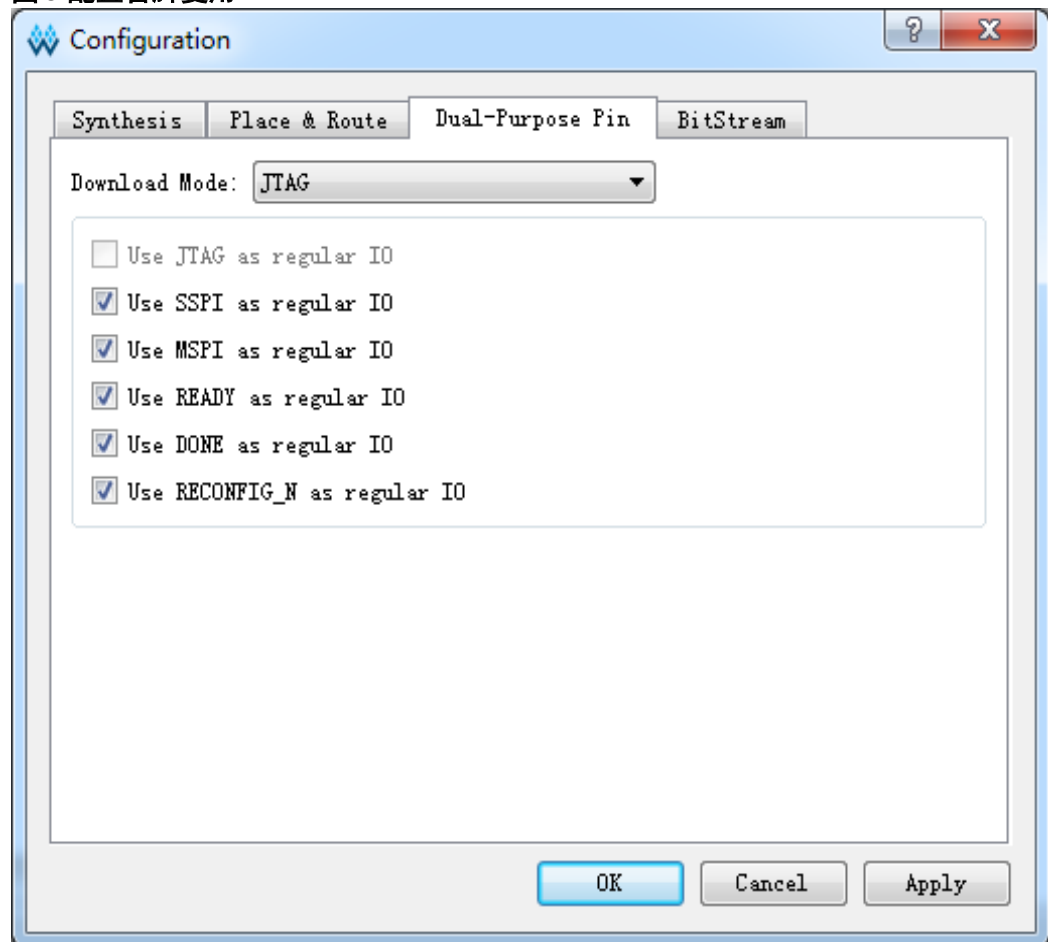 Configuration
Synthesis Place & Route Dual-Purpose Pin BitStream
Download Mode: JTAG
Use JTAG as regular IO
Use SSPI as regular IO
Use MSPI as regular IO
Use READY as regular IO
Use DONE as regular IO
Use RECONFIG_N as regular IO
OK Cancel Apply